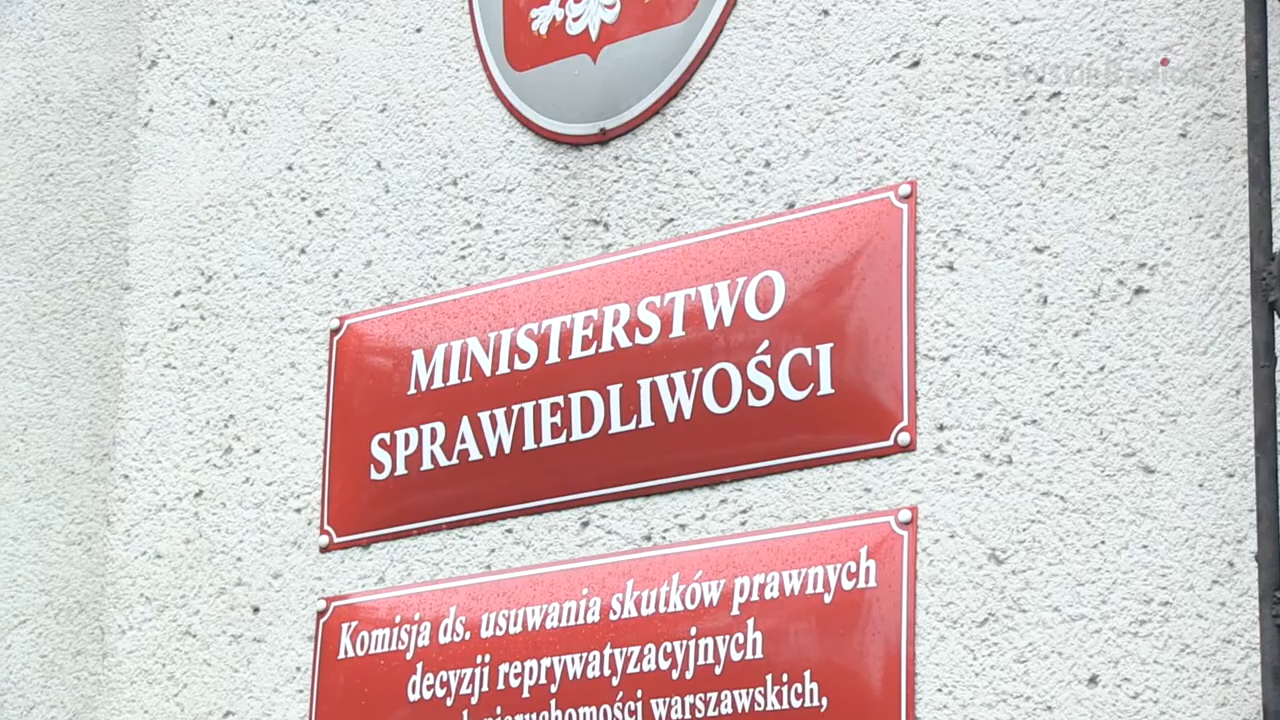 MINISTERSTWO
SPRAWIEDLIWOŚCI
Komisja ds. usuwania skutków prawnych
decyzji reprywatyzacyjnych
nieruchomości warszawskich,